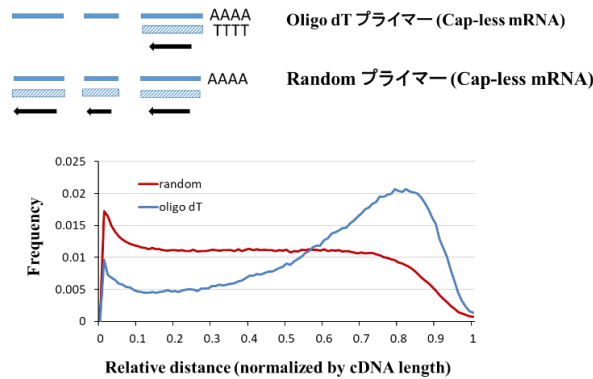 AAAA
TTTT
Oligo dT プライマー (Cap-less mRNA)
AAAA
Random プライマー (Cap-less mRNA)
0.025
0.02
0.015
0.01
0.005
0
Frequency
random
oligo dT
0 0.1 0.2 0.3 0.4 0.5 0.6 0.7 0.8 0.9 1
Relative distance (normalized by cDNA length)